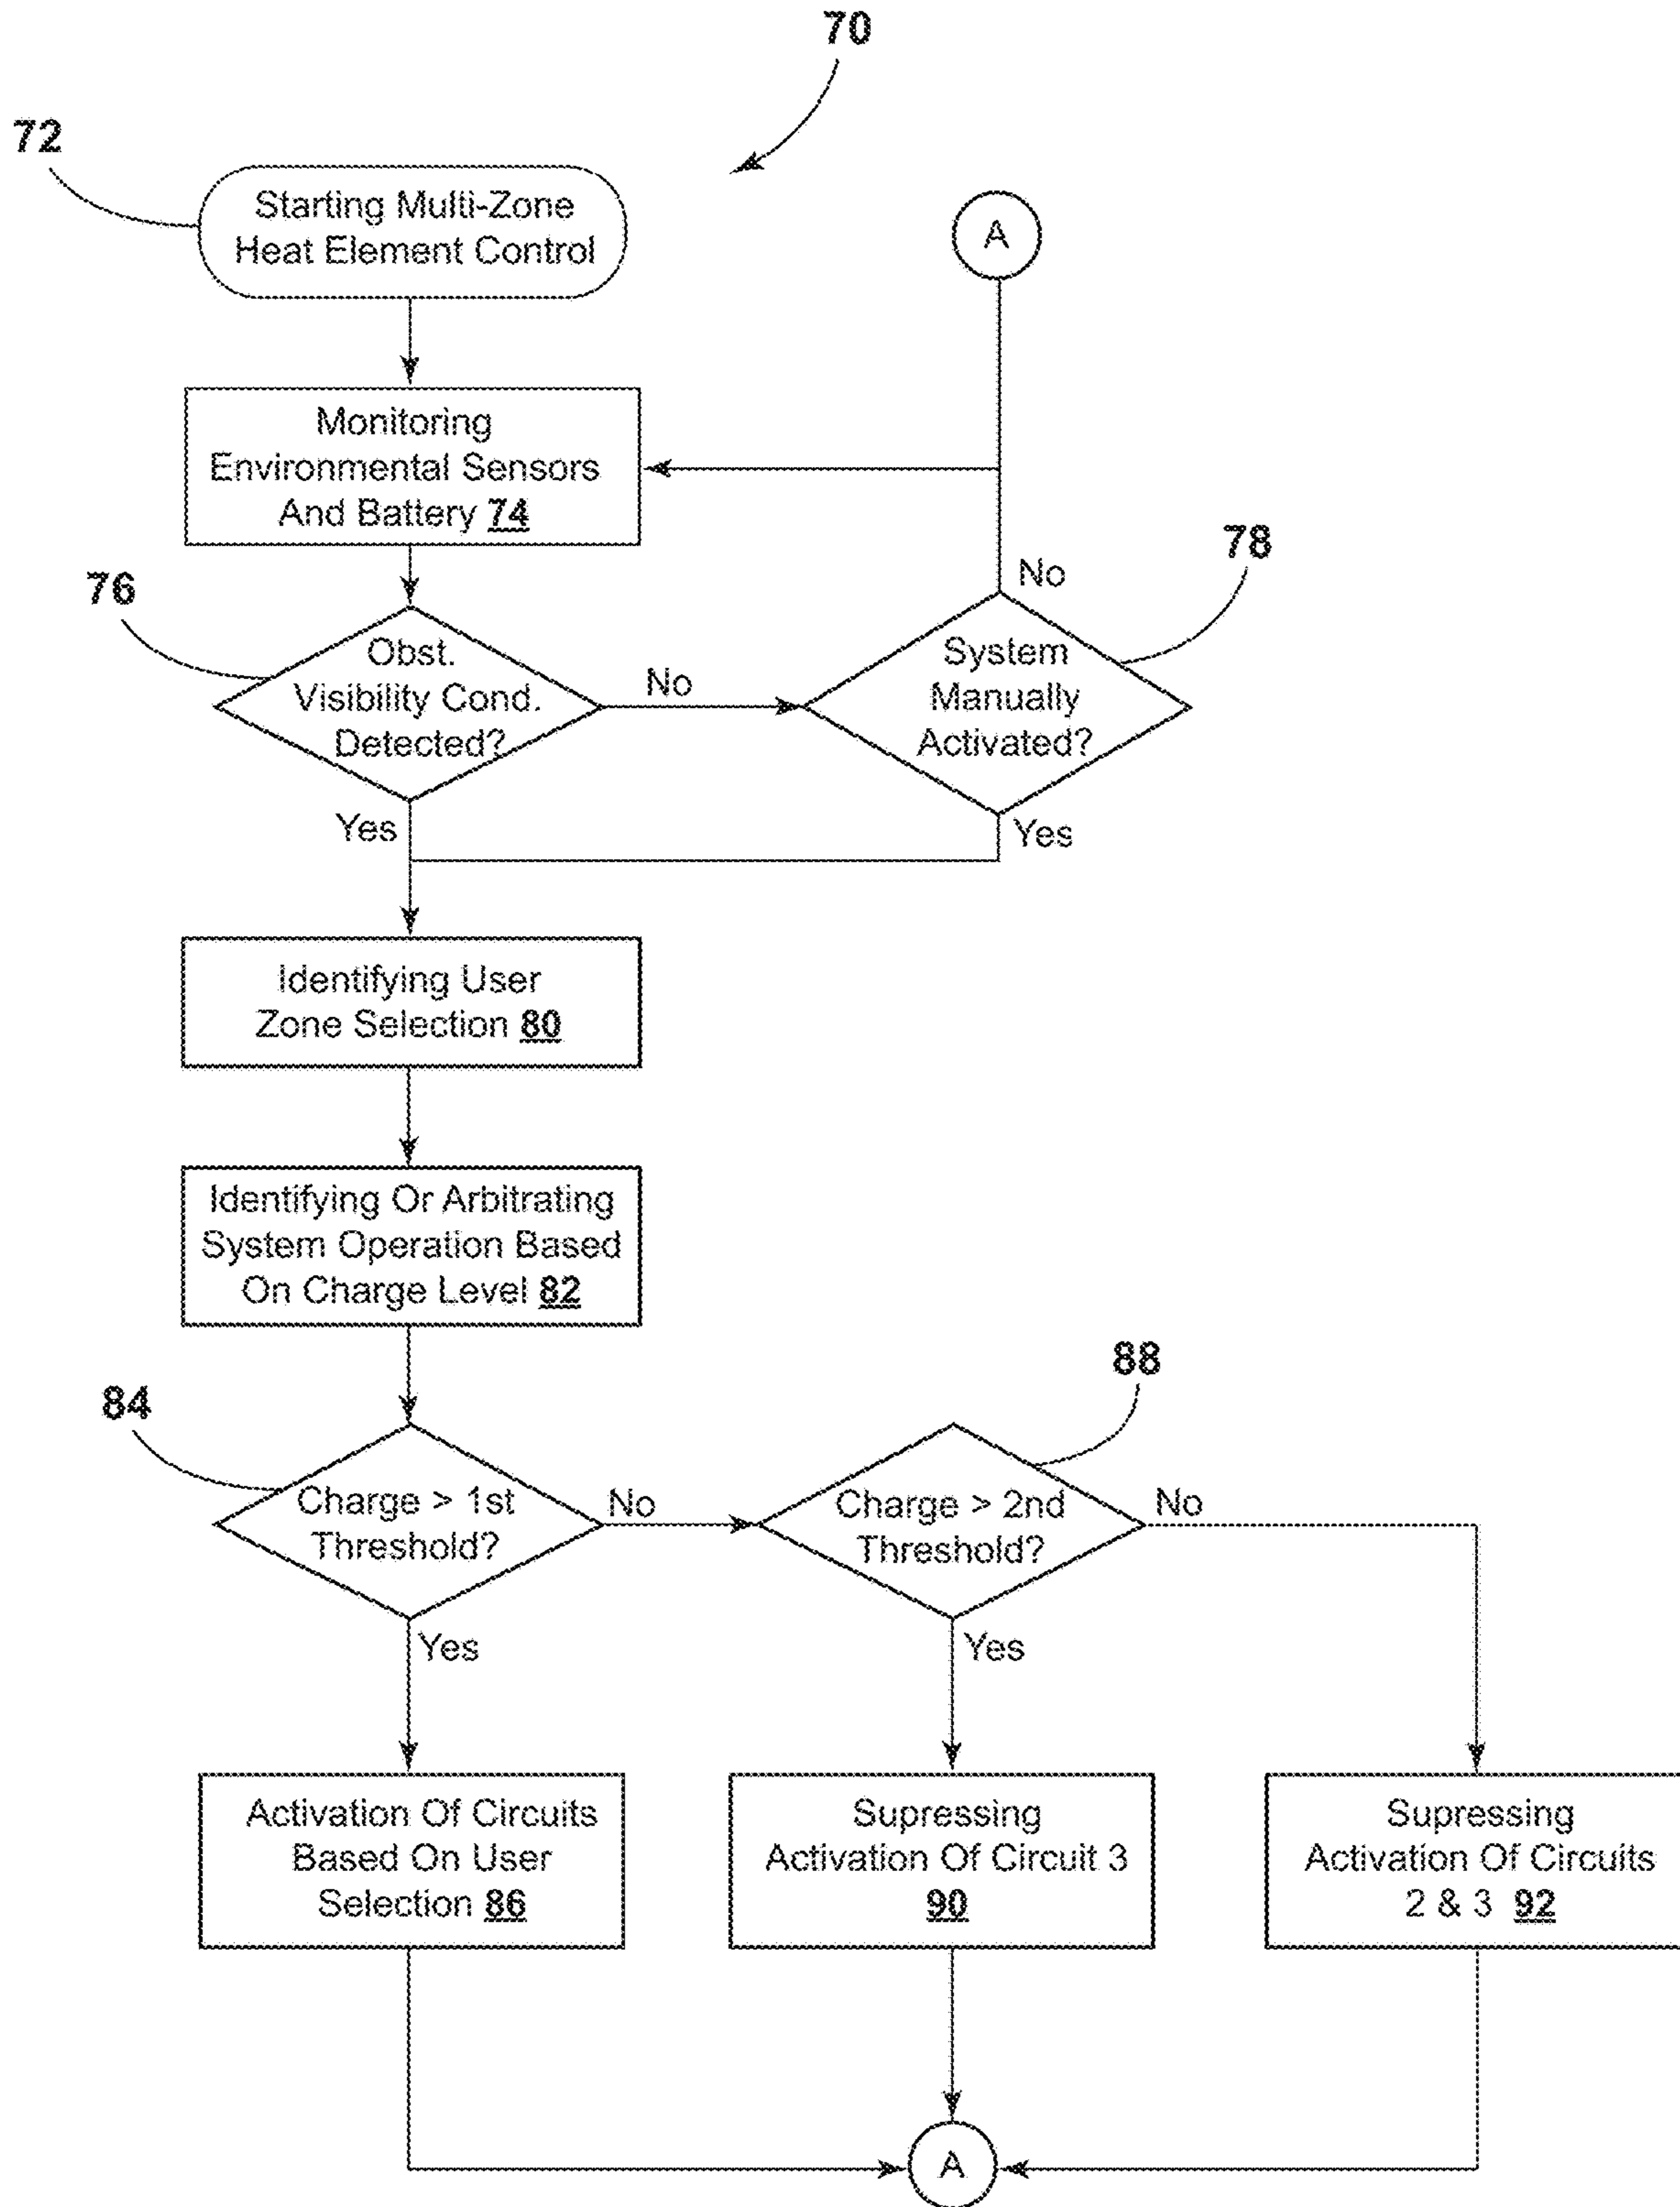 70
72
Starting Multi-Zone
Heat Element Control
A
Monitoring
Environmental Sensors
And Battery 74
76
78
No
Obst.
Visibility Cond.
Detected?
No
System
Manually
Activated?
Yes
Yes
Identifying User
Zone Selection 80
Identifying Or Arbitrating
System Operation Based
On Charge Level 82
84
88
Charge > 1st
Threshold?
No
Charge > 2nd
Threshold?
No
Yes
Yes
Activation Of Circuits
Based On User
Selection 86
Supressing
Activation Of Circuit 3
90
Supressing
Activation Of Circuits
2 & 3 92
A